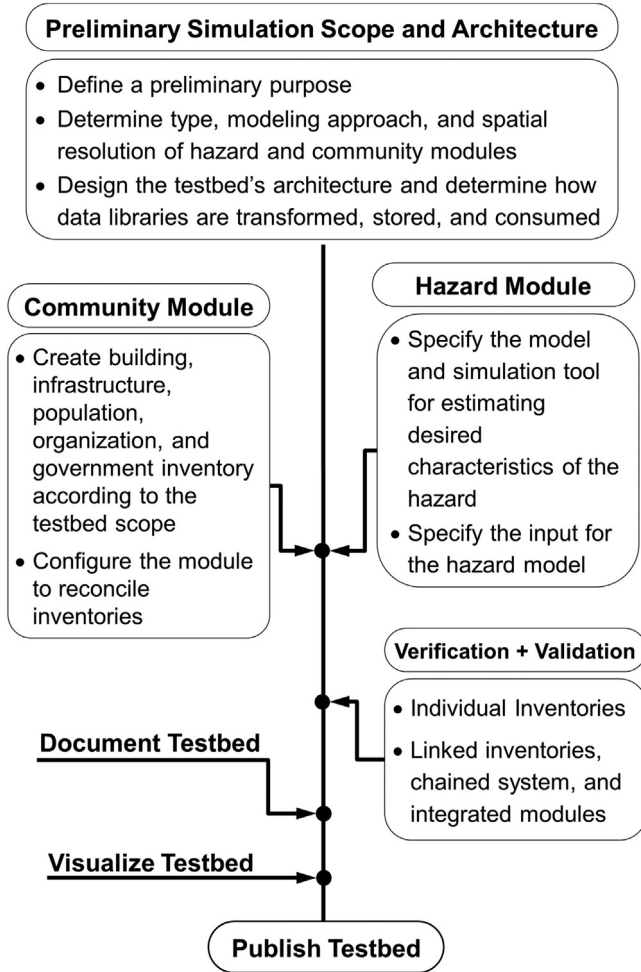 Preliminary Simulation Scope and Architecture
• Define a preliminary purpose
• Determine type, modeling approach, and spatial
resolution of hazard and community modules
• Design the testbed's architecture and determine how
data libraries are transformed, stored, and consumed
Community Module
• Create building,
infrastructure,
population,
organization, and
government inventory
according to the
testbed scope
• Configure the module
to reconcile
inventories
Hazard Module
• Specify the model
and simulation tool
for estimating
desired
characteristics of the
hazard
• Specify the input for
the hazard model
Verification + Validation
• Individual Inventories
• Linked inventories,
chained system, and
integrated modules
Document Testbed
Visualize Testbed
Publish Testbed